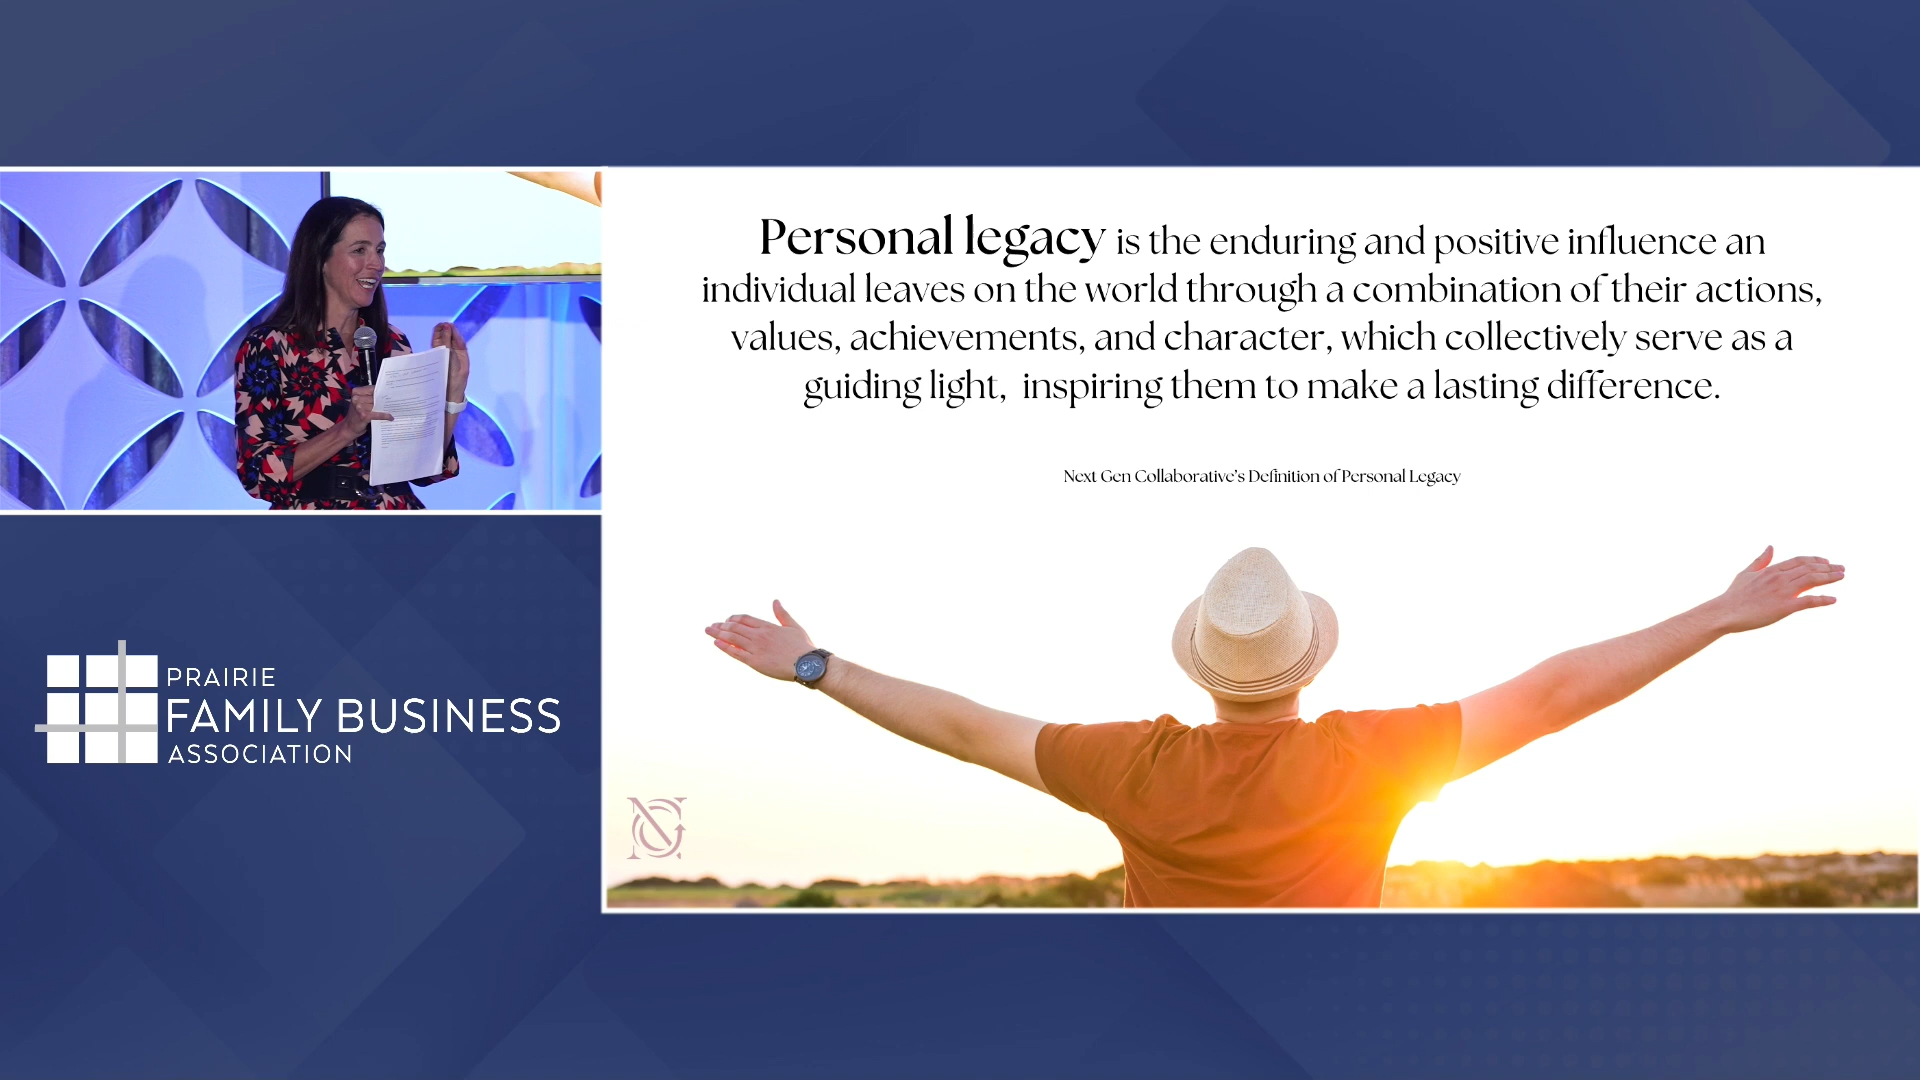 Personal legacy is the enduring and positive influence an
individual leaves on the world through a combination of their actions,
values, achievements, and character, which collectively serve as a
guiding light, inspiring them to make a lasting difference.
Next Gen Collaborative's Definition of Personal Legacy
PRAIRIE
FAMILY BUSINESS
ASSOCIATION